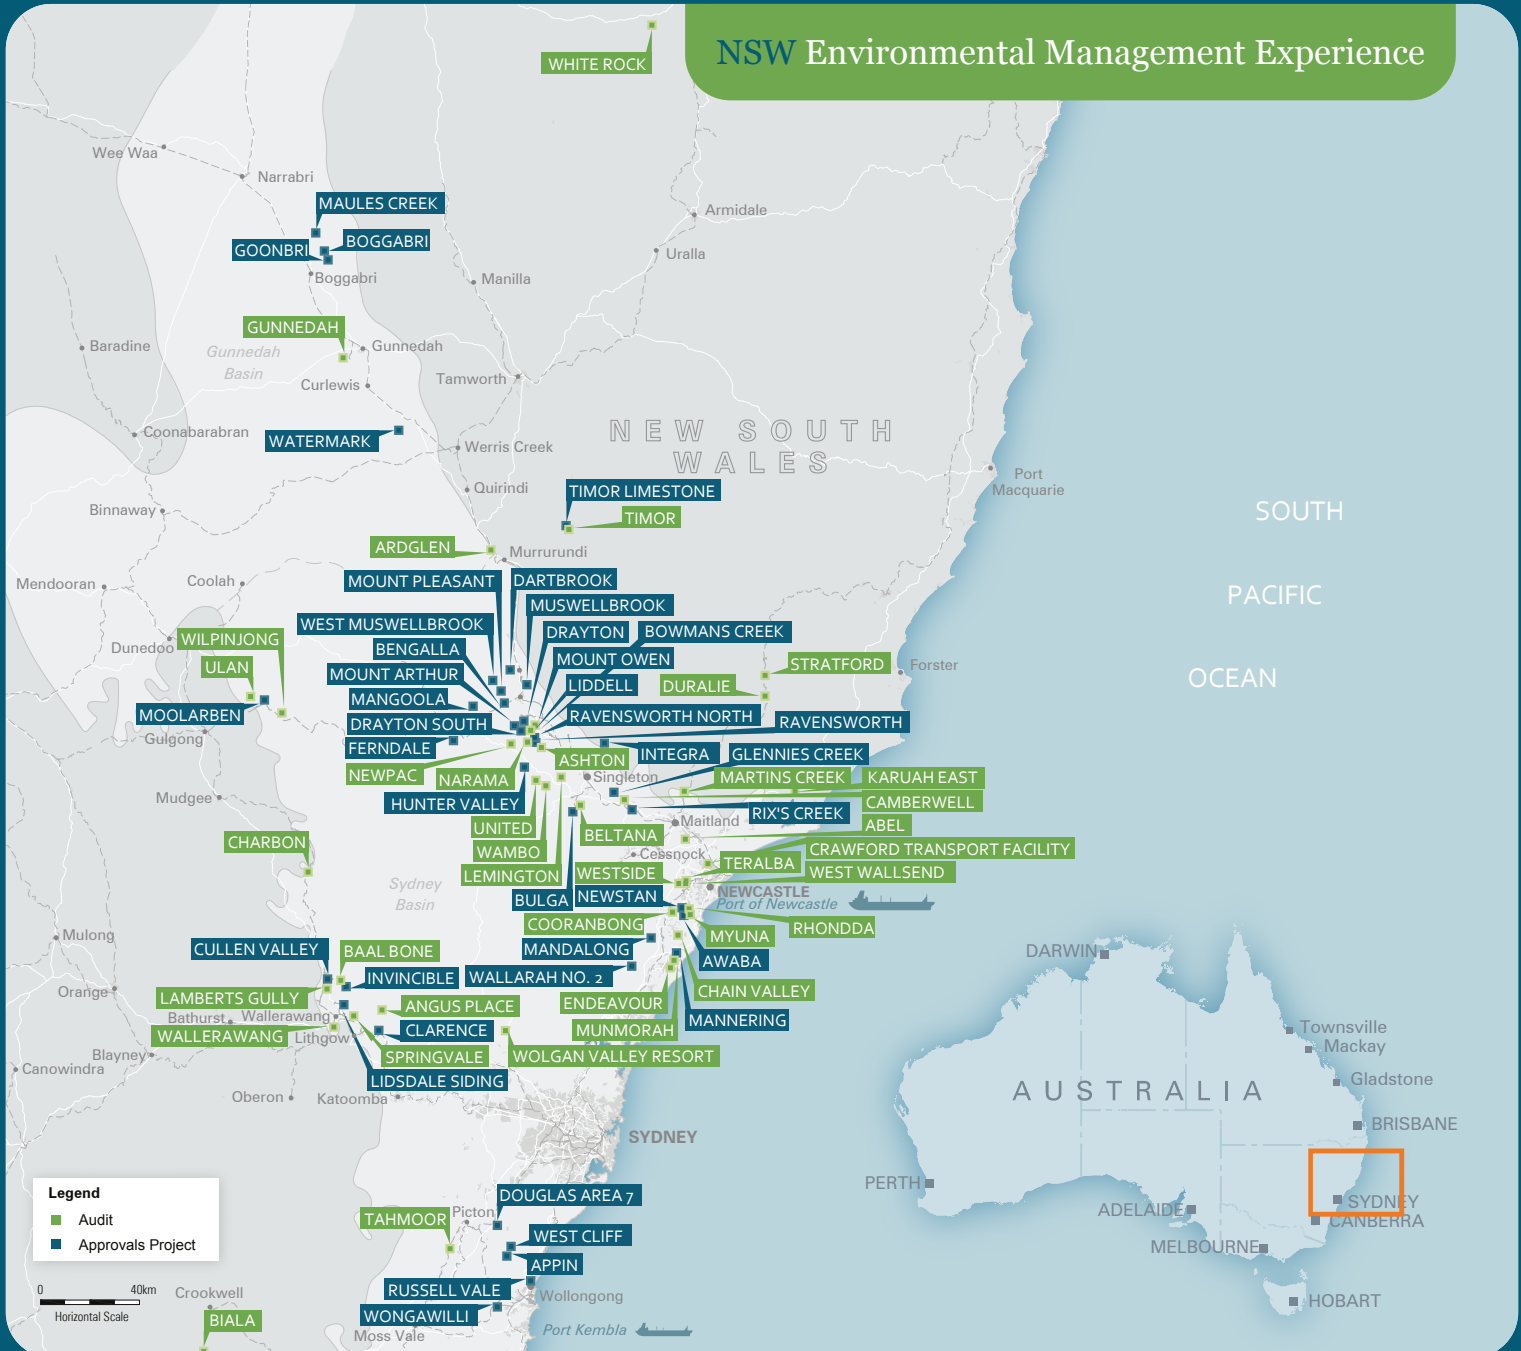 NSW Environmental Management Experience
WHITE ROCK
Wee Waa
Narrabri
MAULES CREEK
Armidale
BOGGABRI
GOONBRI
Uralla
Boggabri
Manilla
GUNNEDAH
Baradine
Gunnedah
Gunnedah
Basin
Curlewis
Tamworth
Coonabarabran
WATERMARK
NEW SOUTH
WALES
Werris Creek
Port
Macquarie
Quirindi
TIMOR LIMESTONE
Binnaway
TIMOR
SOUTH
PACIFIC
OCEAN
ARDGLEN
Murrurundi
Mendooran
Coolah
MOUNT PLEASANT
DARTBROOK
MUSWELLBROOK
WEST MUSWELLBROOK
DRAYTON
BOWMANS CREEK
WILPINJONG
Dunedoo
BENGALLA
MOUNT OWEN
STRATFORD
Forster
ULAN
MOUNT ARTHUR
LIDDELL
DURALIE
MANGOOLA
MOOLARBEN
DRAYTON SOUTH
RAVENSWORTH NORTH
RAVENSWORTH
Gulgong
FERNDALE
ASHTON
INTEGRA
GLENNIES CREEK
NEWPAC
NARAMA
Singleton
MARTINS CREEK
KARUAH EAST
Mudgee
HUNTER VALLEY
CAMBERWELL
RIX'S CREEK
Maitland
ABEL
UNITED
BELTANA
CHARBON
WAMBO
Cessnock
CRAWFORD TRANSPORT FACILITY
TERALBA
LEMINGTON
WESTSIDE
WEST WALLSEND
Sydney
Basin
BULGA
NEWSTAN
NEWCASTLE
Port of Newcastle
COORANBONG
RHONDDA
Mulong
MYUNA
CULLEN VALLEY
BAAL BONE
MANDALONG
AWABA
INVINCIBLE
WALLARAH NO. 2
Orange
LAMBERTS GULLY
ANGUS PLACE
ENDEAVOUR
CHAIN VALLEY
Bathurst
Wallerawang
CLARENCE
MUNMORAH
MANNERING
WALLERAWANG
Lithgow
Blayney
SPRINGVALE
WOLGAN VALLEY RESORT
Canowindra
LIDSDALE SIDING
Oberon
Katoomba
SYDNEY
DARWIN
Townsville
Mackay
Gladstone
AUSTRALIA
BRISBANE
PERTH
SYDNEY
ADELAIDE
CANBERRA
MELBOURNE
HOBART
Legend
Audit
Approvals Project
DOUGLAS AREA 7
TAHMOOR
Picton
WEST CLIFF
APPIN
0 40km
Horizontal Scale
Crookwell
RUSSELL VALE
Wollongong
WONGAWILLI
BIALA
Moss Vale
Port Kembla